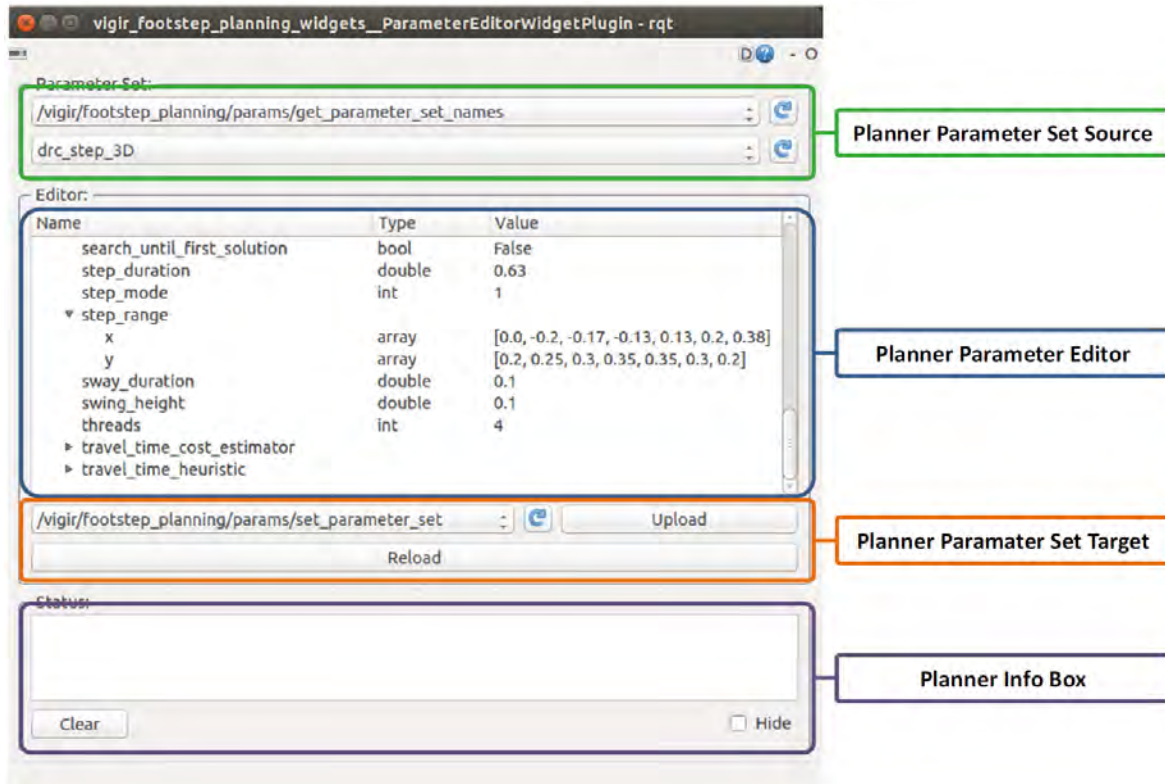 vigir_footstep_planning_widgets__ParameterEditorWidgetPlugin - rqt
D - O
Parameter Set:
/vigir/footstep_planning/params/get_parameter_set_names
drc_step_3D
Planner Parameter Set Source
Editor:
Name Type Value
search_until_first_solution bool False
step_duration double 0.63
step_mode int 1
step_range
x array [0.0, -0.2, -0.17, -0.13, 0.13, 0.2, 0.38]
y array [0.2, 0.25, 0.3, 0.35, 0.35, 0.3, 0.2]
sway_duration double 0.1
swing_height double 0.1
threads int 4
travel_time_cost_estimator
travel_time_heuristic
Planner Parameter Editor
/vigir/footstep_planning/params/set_parameter_set Upload
Reload
Planner Paramater Set Target
Status:
Planner Info Box
Clear Hide